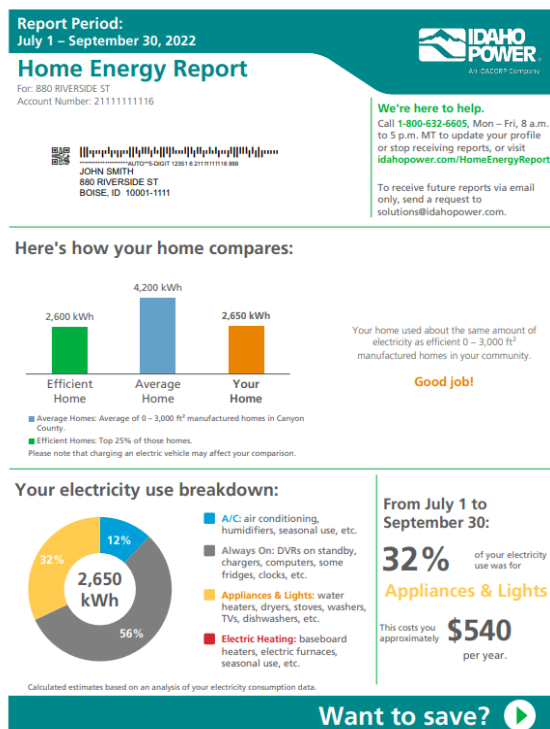 Report Period:
July 1 – September 30, 2022
IDAHO
POWER®
An IDACORP Company
Home Energy Report
For: 880 RIVERSIDE ST
Account Number: 21111111116
We're here to help.
Call 1-800-632-6605, Mon – Fri, 8 a.m.
to 5 p.m. MT to update your profile
or stop receiving reports, or visit
idahopower.com/HomeEnergyReport
To receive future reports via email
only, send a request to
solutions@idahopower.com.
JOHN SMITH
880 RIVERSIDE ST
BOISE, ID 10001-1111
Here's how your home compares:
2,600 kWh
4,200 kWh
2,650 kWh
Efficient
Home
Average
Home
Your
Home
Average Homes: Average of 0 – 3,000 ft² manufactured homes in Canyon
County.
Efficient Homes: Top 25% of those homes.
Please note that charging an electric vehicle may affect your comparison.
Your home used about the same amount of
electricity as efficient 0 – 3,000 ft²
manufactured homes in your community.
Good job!
Your electricity use breakdown:
12%
32%
56%
2,650
kWh
A/C: air conditioning,
humidifiers, seasonal use, etc.
Always On: DVRs on standby,
chargers, computers, some
fridges, clocks, etc.
Appliances & Lights: water
heaters, dryers, stoves, washers,
TVs, dishwashers, etc.
Electric Heating: baseboard
heaters, electric furnaces,
seasonal use, etc.
Calculated estimates based on an analysis of your electricity consumption data.
From July 1 to
September 30:
32% of your electricity
use was for
Appliances & Lights
This costs you
approximately $540
per year.
Want to save?